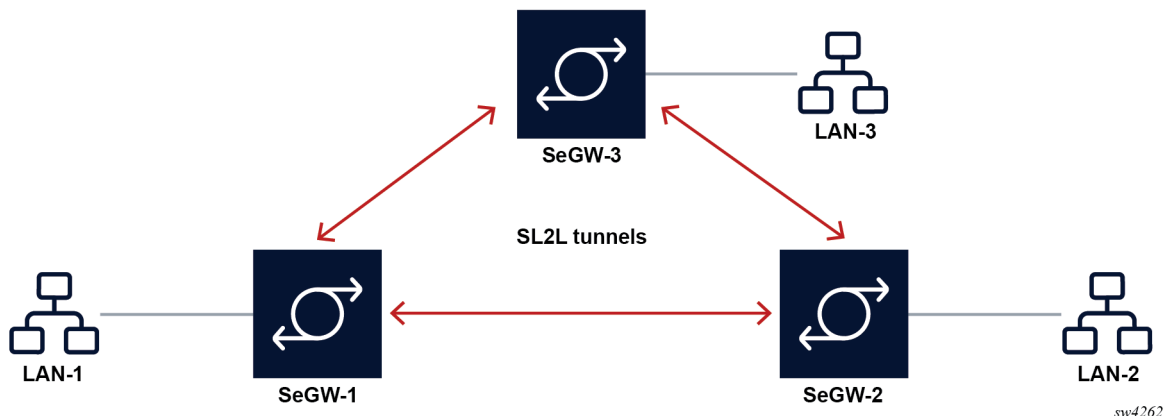 LAN-3
SeGW-3
SL2L tunnels
LAN-1
SeGW-1
SeGW-2
LAN-2
sw4262